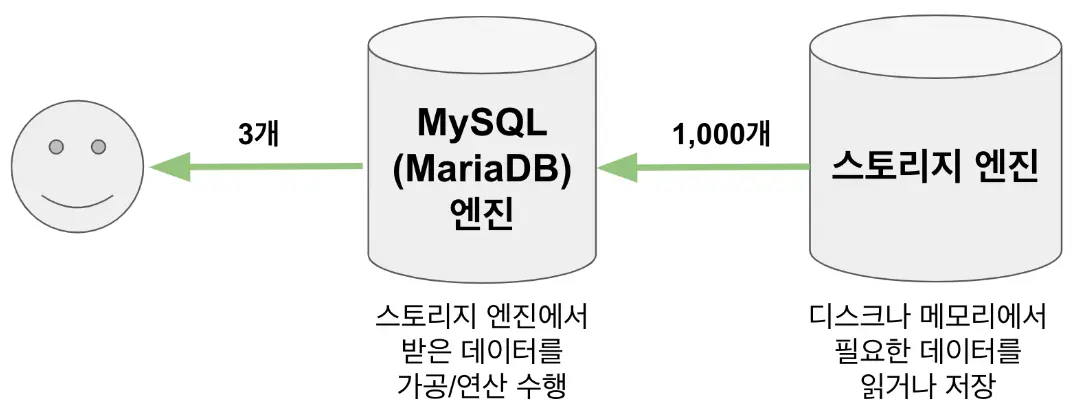 3개
MySQL
(MariaDB)
엔진
1,000개
스토리지 엔진
스토리지 엔진에서
받은 데이터를
가공/연산 수행
디스크나 메모리에서
필요한 데이터를
읽거나 저장